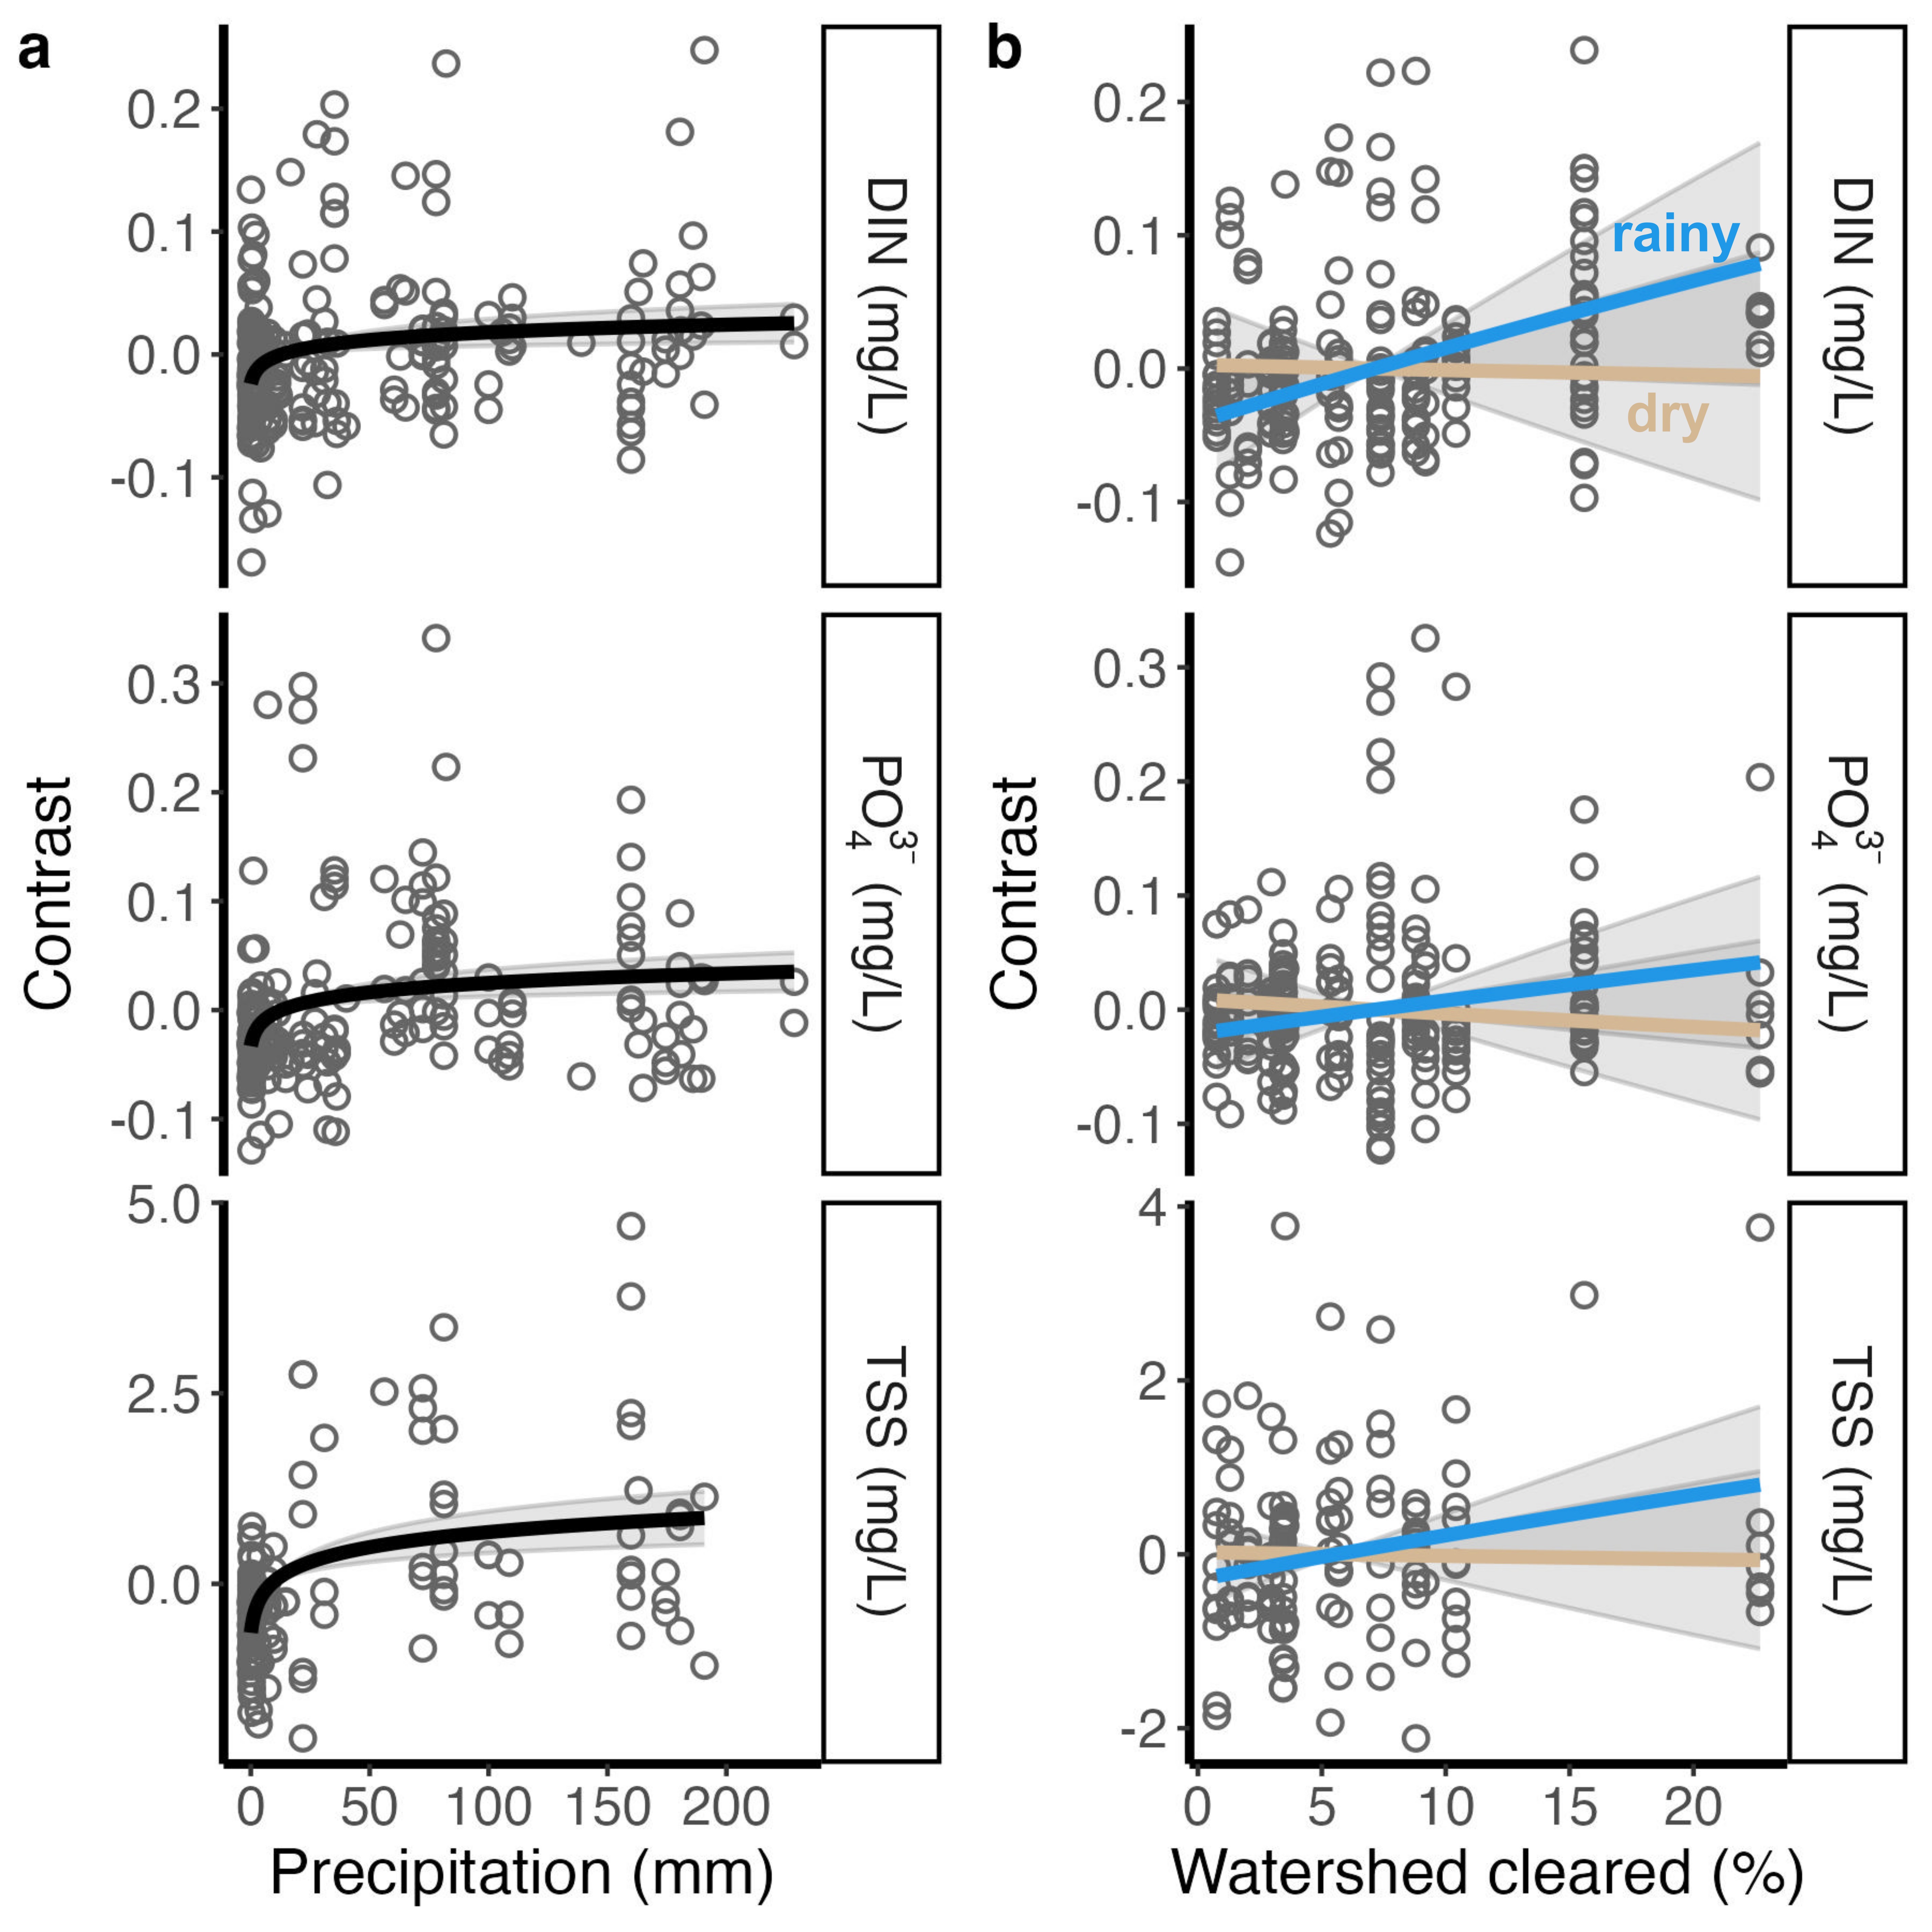 a
Contrast
0.2
0.1
0.0
-0.1
DIN (mg/L)
0.3
0.2
0.1
0.0
-0.1
PO₄³⁻ (mg/L)
5.0
2.5
0.0
TSS (mg/L)
0 50 100 150 200
Precipitation (mm)
b
Contrast
0.2
0.1
0.0
-0.1
rainy
dry
DIN (mg/L)
0.3
0.2
0.1
0.0
-0.1
PO₄³⁻ (mg/L)
4
2
0
-2
TSS (mg/L)
0 5 10 15 20
Watershed cleared (%)